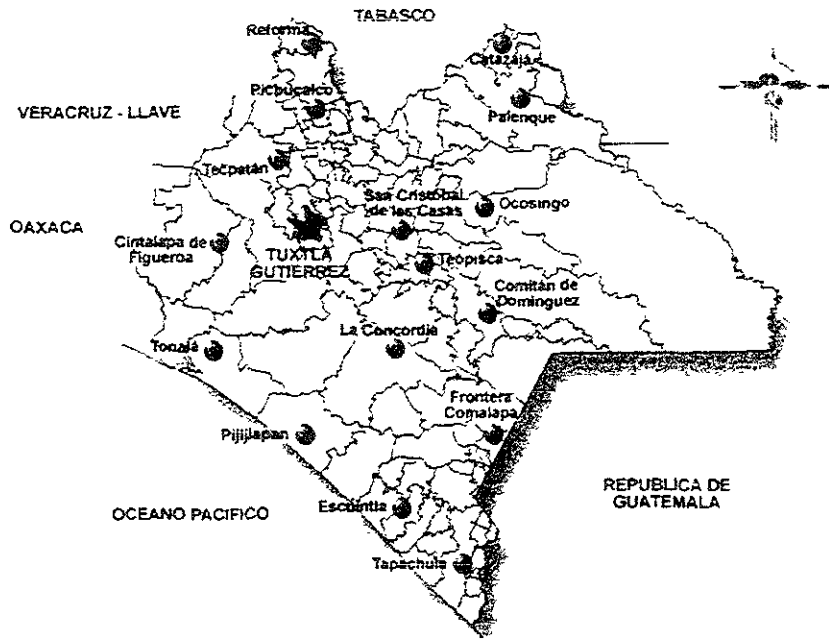 TABASCO
Reforma
Catazajá
Pichucalco
Palenque
VERACRUZ - LLAVE
Tecpatán
San Cristóbal
de las Casas
Ocosingo
OAXACA
Cintalapa de
Figueroa
TUXTLA
GUTIERREZ
Teopisca
Comitán de
Dominguez
La Concordia
Tonalá
Frontera
Comalapa
Pijijiapan
REPUBLICA DE
GUATEMALA
Escuintla
OCEANO PACIFICO
Tapachula